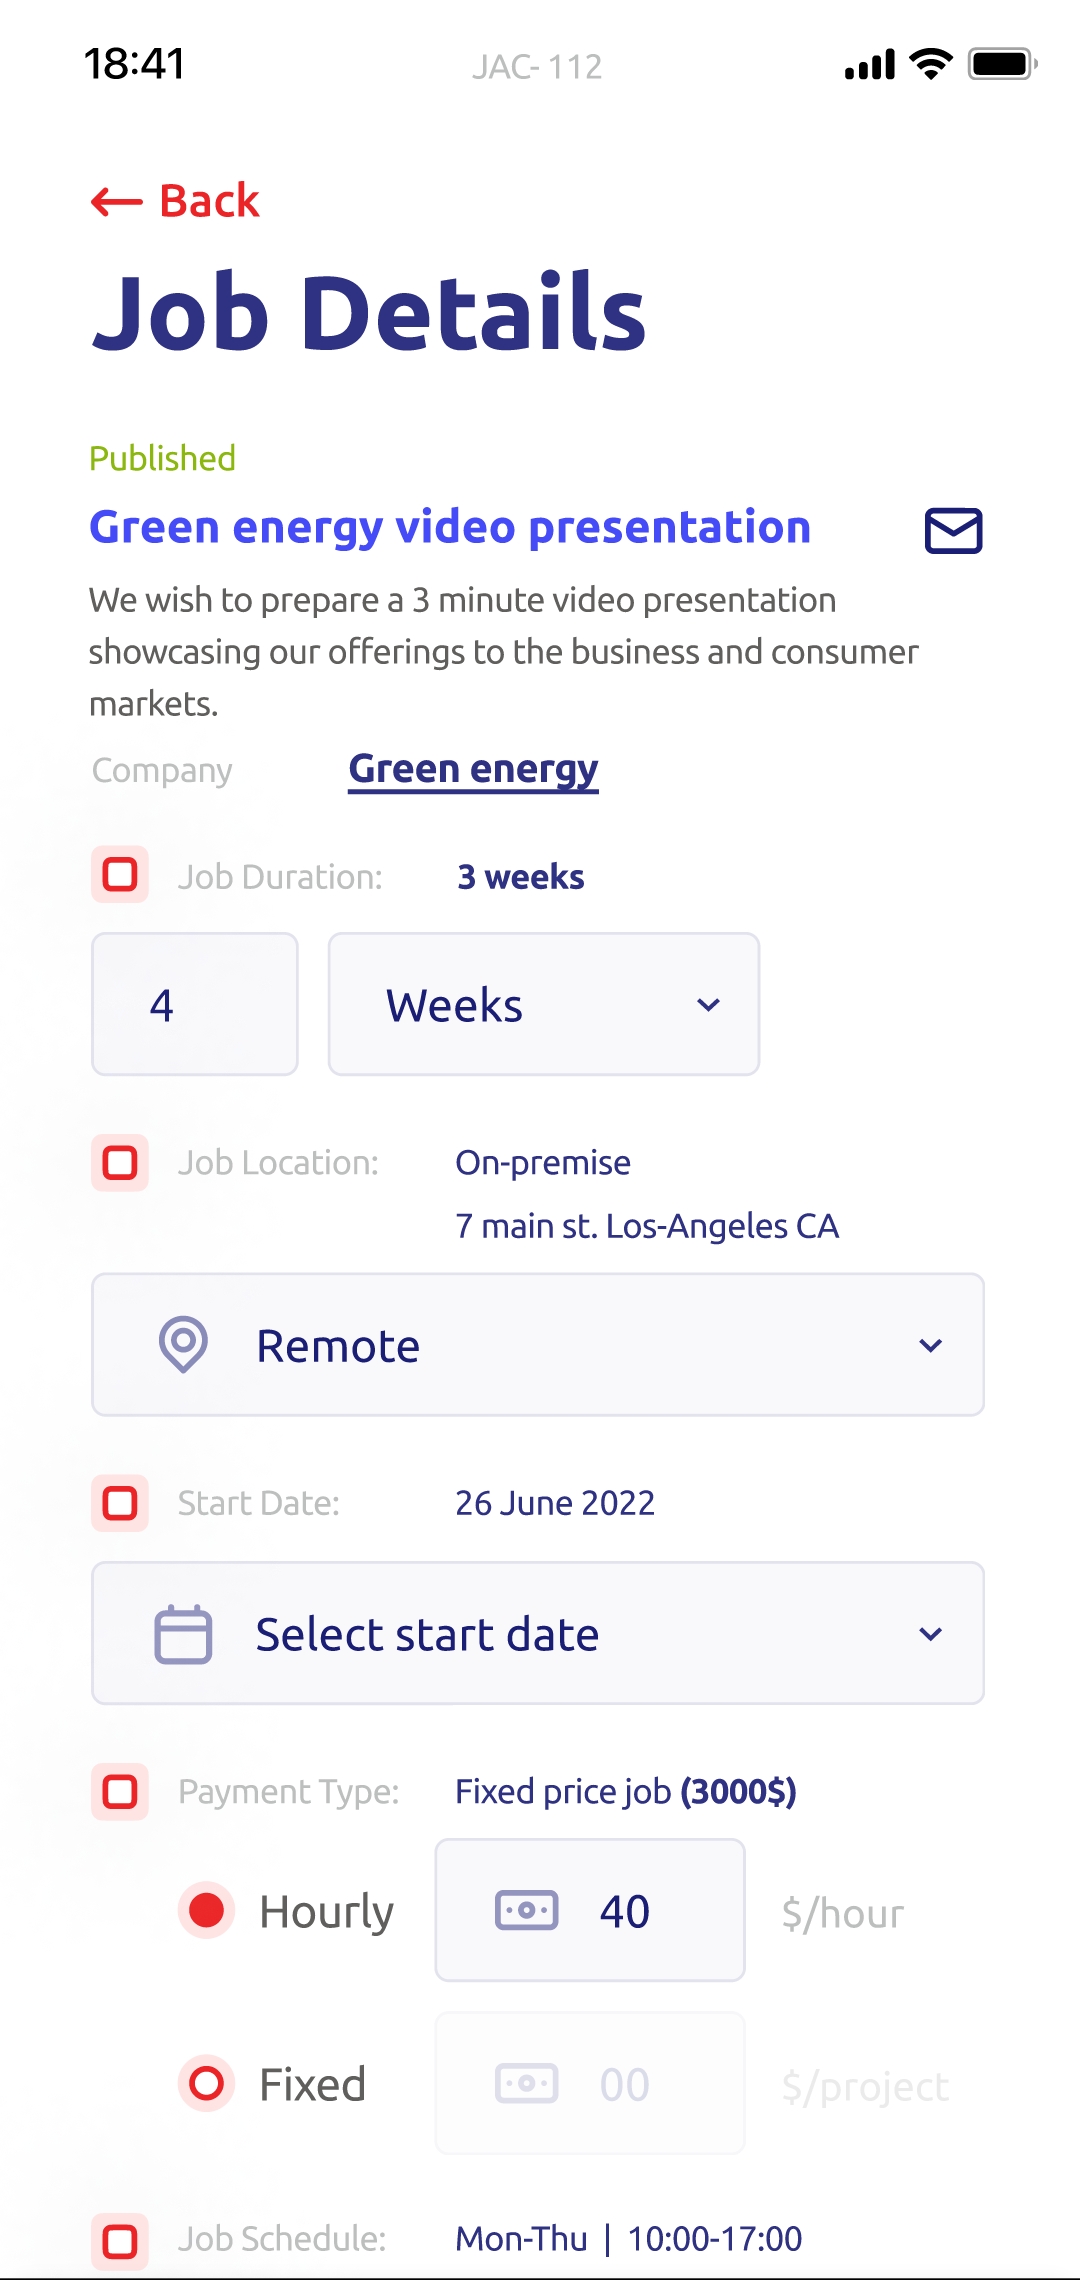 18:41
JAC- 112
Back
Job Details
Published
Green energy video presentation
We wish to prepare a 3 minute video presentation
showcasing our offerings to the business and consumer
markets.
Company Green energy
Job Duration: 3 weeks
4 Weeks
Job Location: On-premise
7 main st. Los-Angeles CA
Remote
Start Date: 26 June 2022
Select start date
Payment Type: Fixed price job (3000$)
Hourly 40 $/hour
Fixed 00 $/project
Job Schedule: Mon-Thu | 10:00-17:00